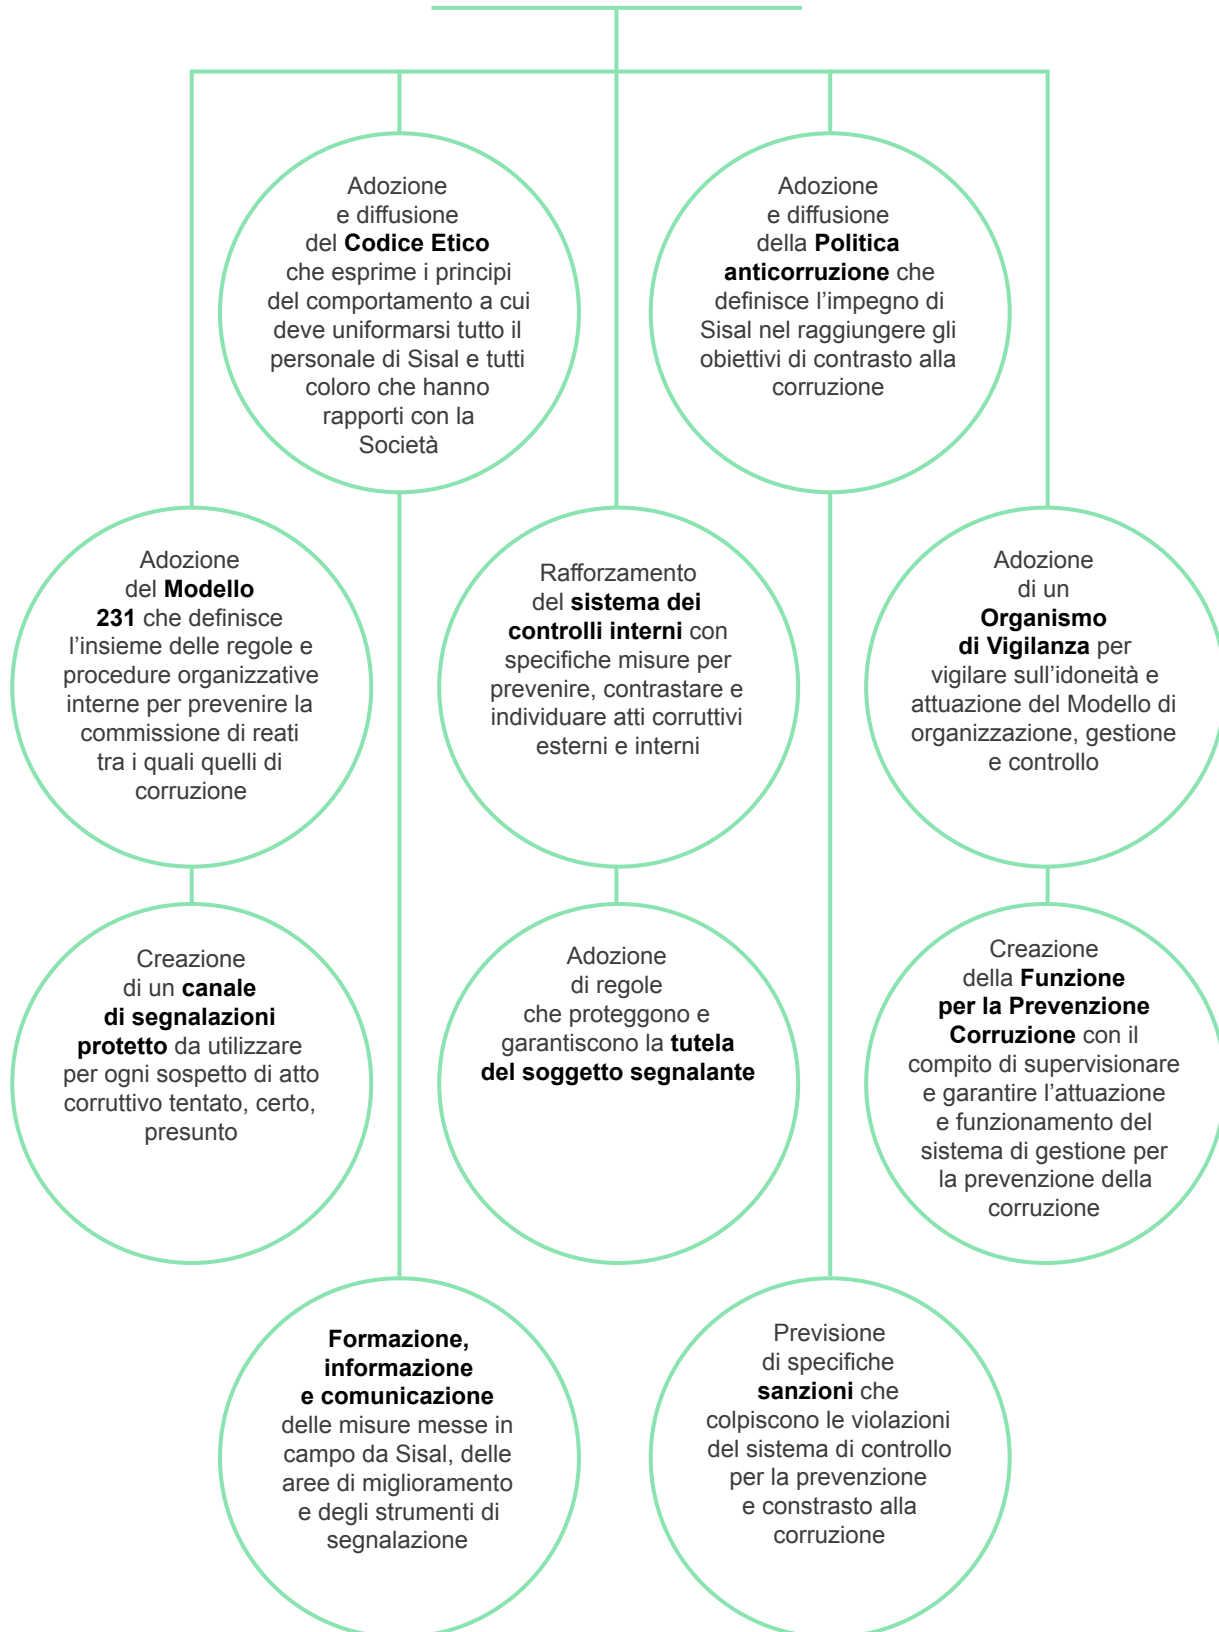 Adozione
e diffusione
del Codice Etico
che esprime i principi
del comportamento a cui
deve uniformarsi tutto il
personale di Sisal e tutti
coloro che hanno
rapporti con la
Società
Adozione
e diffusione
della Politica
anticorruzione che
definisce l’impegno di
Sisal nel raggiungere gli
obiettivi di contrasto alla
corruzione
Adozione
del Modello
231 che definisce
l’insieme delle regole e
procedure organizzative
interne per prevenire la
commissione di reati
tra i quali quelli di
corruzione
Rafforzamento
del sistema dei
controlli interni con
specifiche misure per
prevenire, contrastare e
individuare atti corruttivi
esterni e interni
Adozione
di un
Organismo
di Vigilanza per
vigilare sull’idoneità e
attuazione del Modello di
organizzazione, gestione
e controllo
Creazione
di un canale
di segnalazioni
protetto da utilizzare
per ogni sospetto di atto
corruttivo tentato, certo,
presunto
Adozione
di regole
che proteggono e
garantiscono la tutela
del soggetto segnalante
Creazione
della Funzione
per la Prevenzione
Corruzione con il
compito di supervisionare
e garantire l’attuazione
e funzionamento del
sistema di gestione per
la prevenzione della
corruzione
Formazione,
informazione
e comunicazione
delle misure messe in
campo da Sisal, delle
aree di miglioramento
e degli strumenti di
segnalazione
Previsione
di specifiche
sanzioni che
colpiscono le violazioni
del sistema di controllo
per la prevenzione
e constrasto alla
corruzione